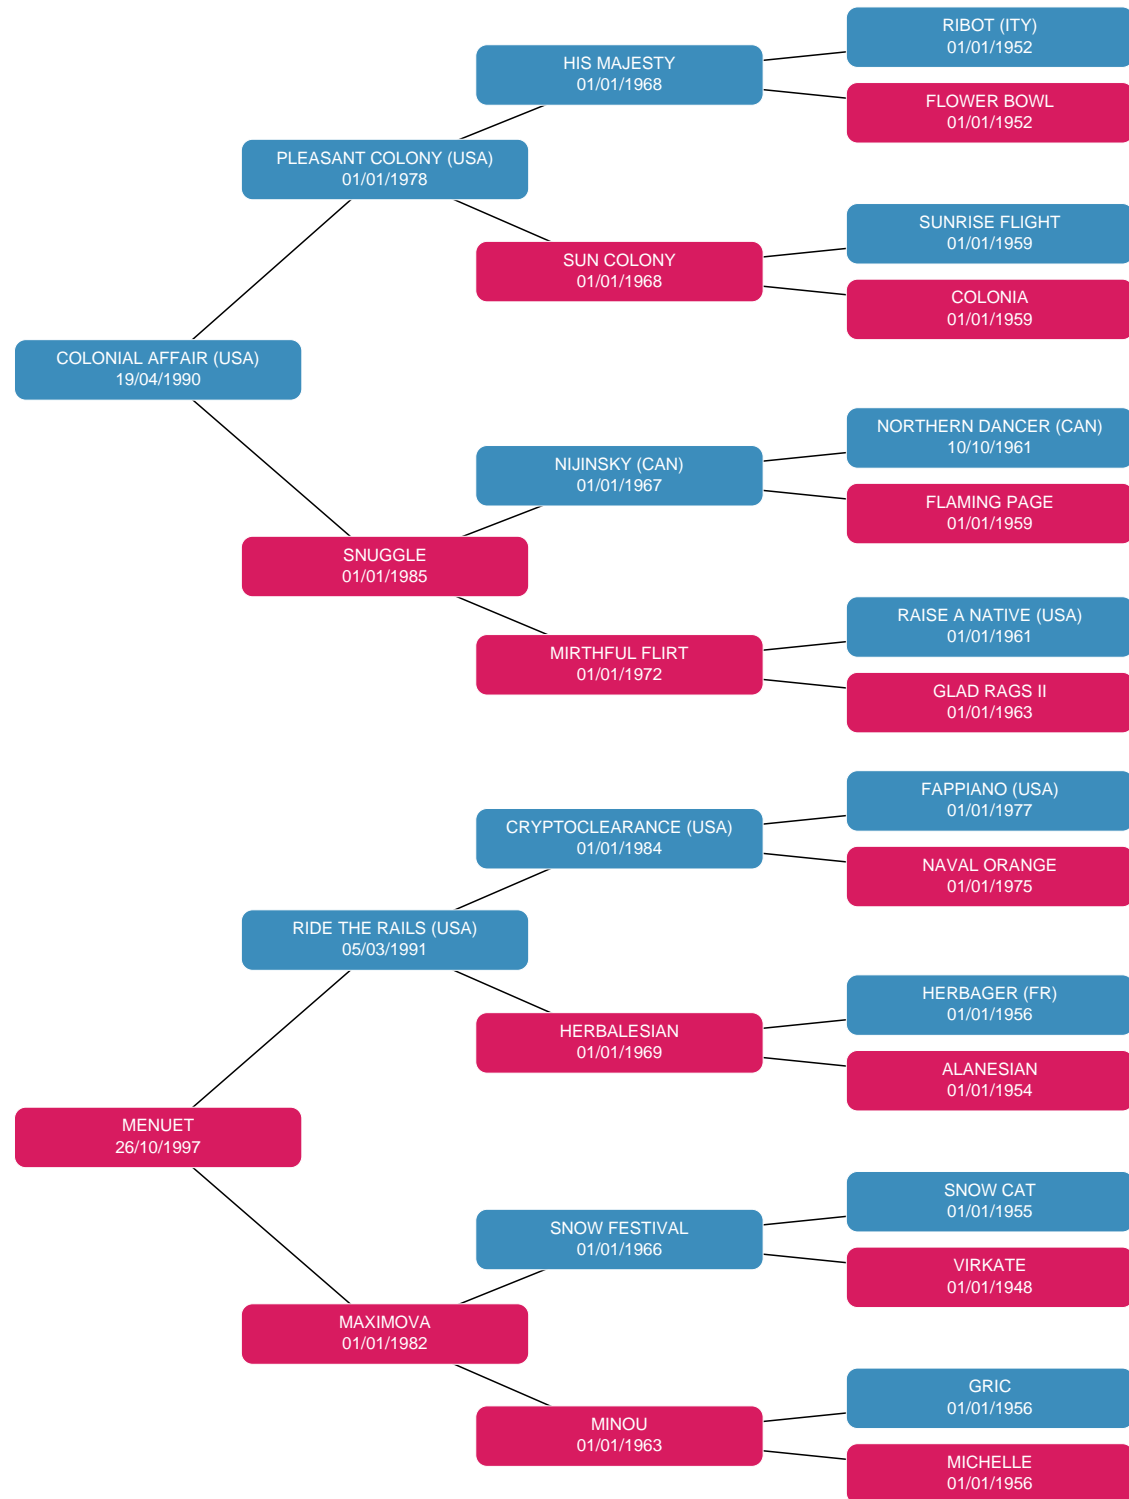 RIBOT (ITY)
01/01/1952
HIS MAJESTY
01/01/1968
FLOWER BOWL
01/01/1952
PLEASANT COLONY (USA)
01/01/1978
SUNRISE FLIGHT
01/01/1959
SUN COLONY
01/01/1968
COLONIA
01/01/1959
COLONIAL AFFAIR (USA)
19/04/1990
NORTHERN DANCER (CAN)
10/10/1961
NIJINSKY (CAN)
01/01/1967
FLAMING PAGE
01/01/1959
SNUGGLE
01/01/1985
RAISE A NATIVE (USA)
01/01/1961
MIRTHFUL FLIRT
01/01/1972
GLAD RAGS II
01/01/1963
FAPPIANO (USA)
01/01/1977
CRYPTOCLEARANCE (USA)
01/01/1984
NAVAL ORANGE
01/01/1975
RIDE THE RAILS (USA)
05/03/1991
HERBAGER (FR)
01/01/1956
HERBALESIAN
01/01/1969
ALANESIAN
01/01/1954
MENUET
26/10/1997
SNOW CAT
01/01/1955
SNOW FESTIVAL
01/01/1966
VIRKATE
01/01/1948
MAXIMOVA
01/01/1982
GRIC
01/01/1956
MINOU
01/01/1963
MICHELLE
01/01/1956